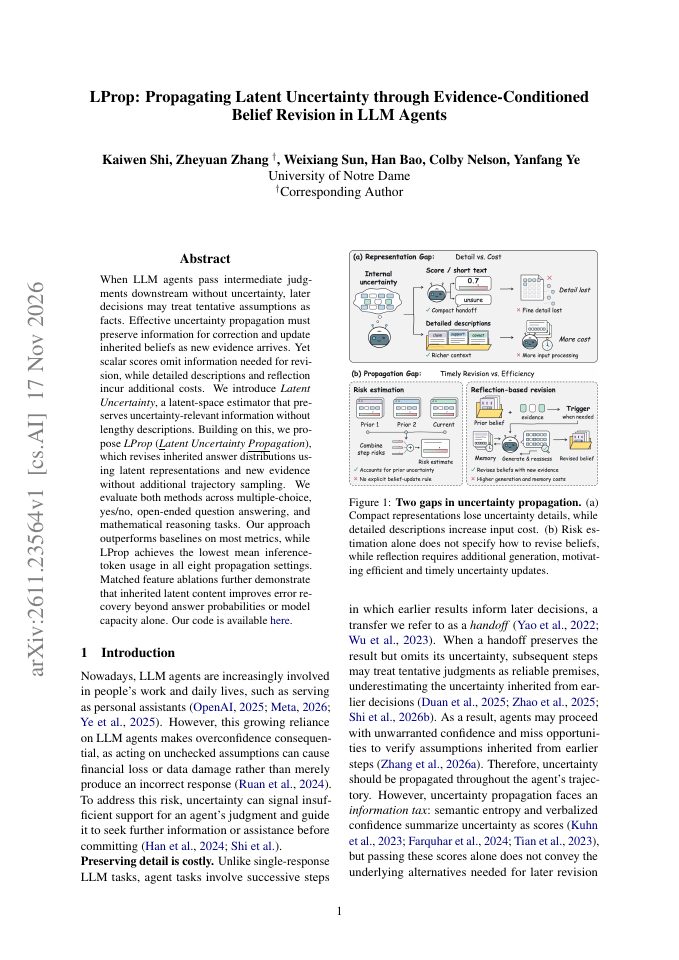 LProp: Propagating Latent Uncertainty through Evidence-Conditioned
Belief Revision in LLM Agents
Kaiwen Shi, Zheyuan Zhang †, Weixiang Sun, Han Bao, Colby Nelson, Yanfang Ye
University of Notre Dame
†Corresponding Author
arXiv:2611.23564v1 [cs.AI] 17 Nov 2026
Abstract
When LLM agents pass intermediate judg-
ments downstream without uncertainty, later
decisions may treat tentative assumptions as
facts. Effective uncertainty propagation must
preserve information for correction and update
inherited beliefs as new evidence arrives. Yet
scalar scores omit information needed for revi-
sion, while detailed descriptions and reflection
incur additional costs. We introduce Latent
Uncertainty, a latent-space estimator that pre-
serves uncertainty-relevant information without
lengthy descriptions. Building on this, we pro-
pose LProp (Latent Uncertainty Propagation),
which revises inherited answer distributions us-
ing latent representations and new evidence
without additional trajectory sampling. We
evaluate both methods across multiple-choice,
yes/no, open-ended question answering, and
mathematical reasoning tasks. Our approach
outperforms baselines on most metrics, while
LProp achieves the lowest mean inference-
token usage in all eight propagation settings.
Matched feature ablations further demonstrate
that inherited latent content improves error re-
covery beyond answer probabilities or model
capacity alone. Our code is available here.
1 Introduction
Nowadays, LLM agents are increasingly involved
in people's work and daily lives, such as serving
as personal assistants (OpenAI, 2025; Meta, 2026;
Ye et al., 2025). However, this growing reliance
on LLM agents makes overconfidence consequen-
tial, as acting on unchecked assumptions can cause
financial loss or data damage rather than merely
produce an incorrect response (Ruan et al., 2024).
To address this risk, uncertainty can signal insuf-
ficient support for an agent's judgment and guide
it to seek further information or assistance before
committing (Han et al., 2024; Shi et al.).
Preserving detail is costly. Unlike single-response
LLM tasks, agent tasks involve successive steps
(a) Representation Gap: Detail vs. Cost
Internal
uncertainty
Score / short text
0.7
unsure
✓ Compact handoff
Detail lost
× Fine detail lost
Detailed descriptions
claim support
✓ Richer context
More cost
× More input processing
(b) Propagation Gap: Timely Revision vs. Efficiency
Risk estimation
Prior 1 Prior 2 Current
Combine
step risks
Risk estimate
✓ Accounts for prior uncertainty
× No explicit belief-update rule
Reflection-based revision
Prior belief
+
evidence
Trigger
when needed
Memory Generate & reassess Revised belief
✓ Revises beliefs with new evidence
× Higher generation and memory costs
Figure 1: Two gaps in uncertainty propagation. (a)
Compact representations lose uncertainty details, while
detailed descriptions increase input cost. (b) Risk es-
timation alone does not specify how to revise beliefs,
while reflection requires additional generation, motivat-
ing efficient and timely uncertainty updates.
in which earlier results inform later decisions, a
transfer we refer to as a handoff (Yao et al., 2022;
Wu et al., 2023). When a handoff preserves the
result but omits its uncertainty, subsequent steps
may treat tentative judgments as reliable premises,
underestimating the uncertainty inherited from ear-
lier decisions (Duan et al., 2025; Zhao et al., 2025;
Shi et al., 2026b). As a result, agents may proceed
with unwarranted confidence and miss opportuni-
ties to verify assumptions inherited from earlier
steps (Zhang et al., 2026a). Therefore, uncertainty
should be propagated throughout the agent's trajec-
tory. However, uncertainty propagation faces an
information tax: semantic entropy and verbalized
confidence summarize uncertainty as scores (Kuhn
et al., 2023; Farquhar et al., 2024; Tian et al., 2023),
but passing these scores alone does not convey the
underlying alternatives needed for later revision
1